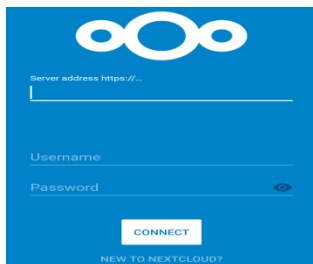 Server address https://...
Username
Password
CONNECT
NEW TO NEXTCLOUD?